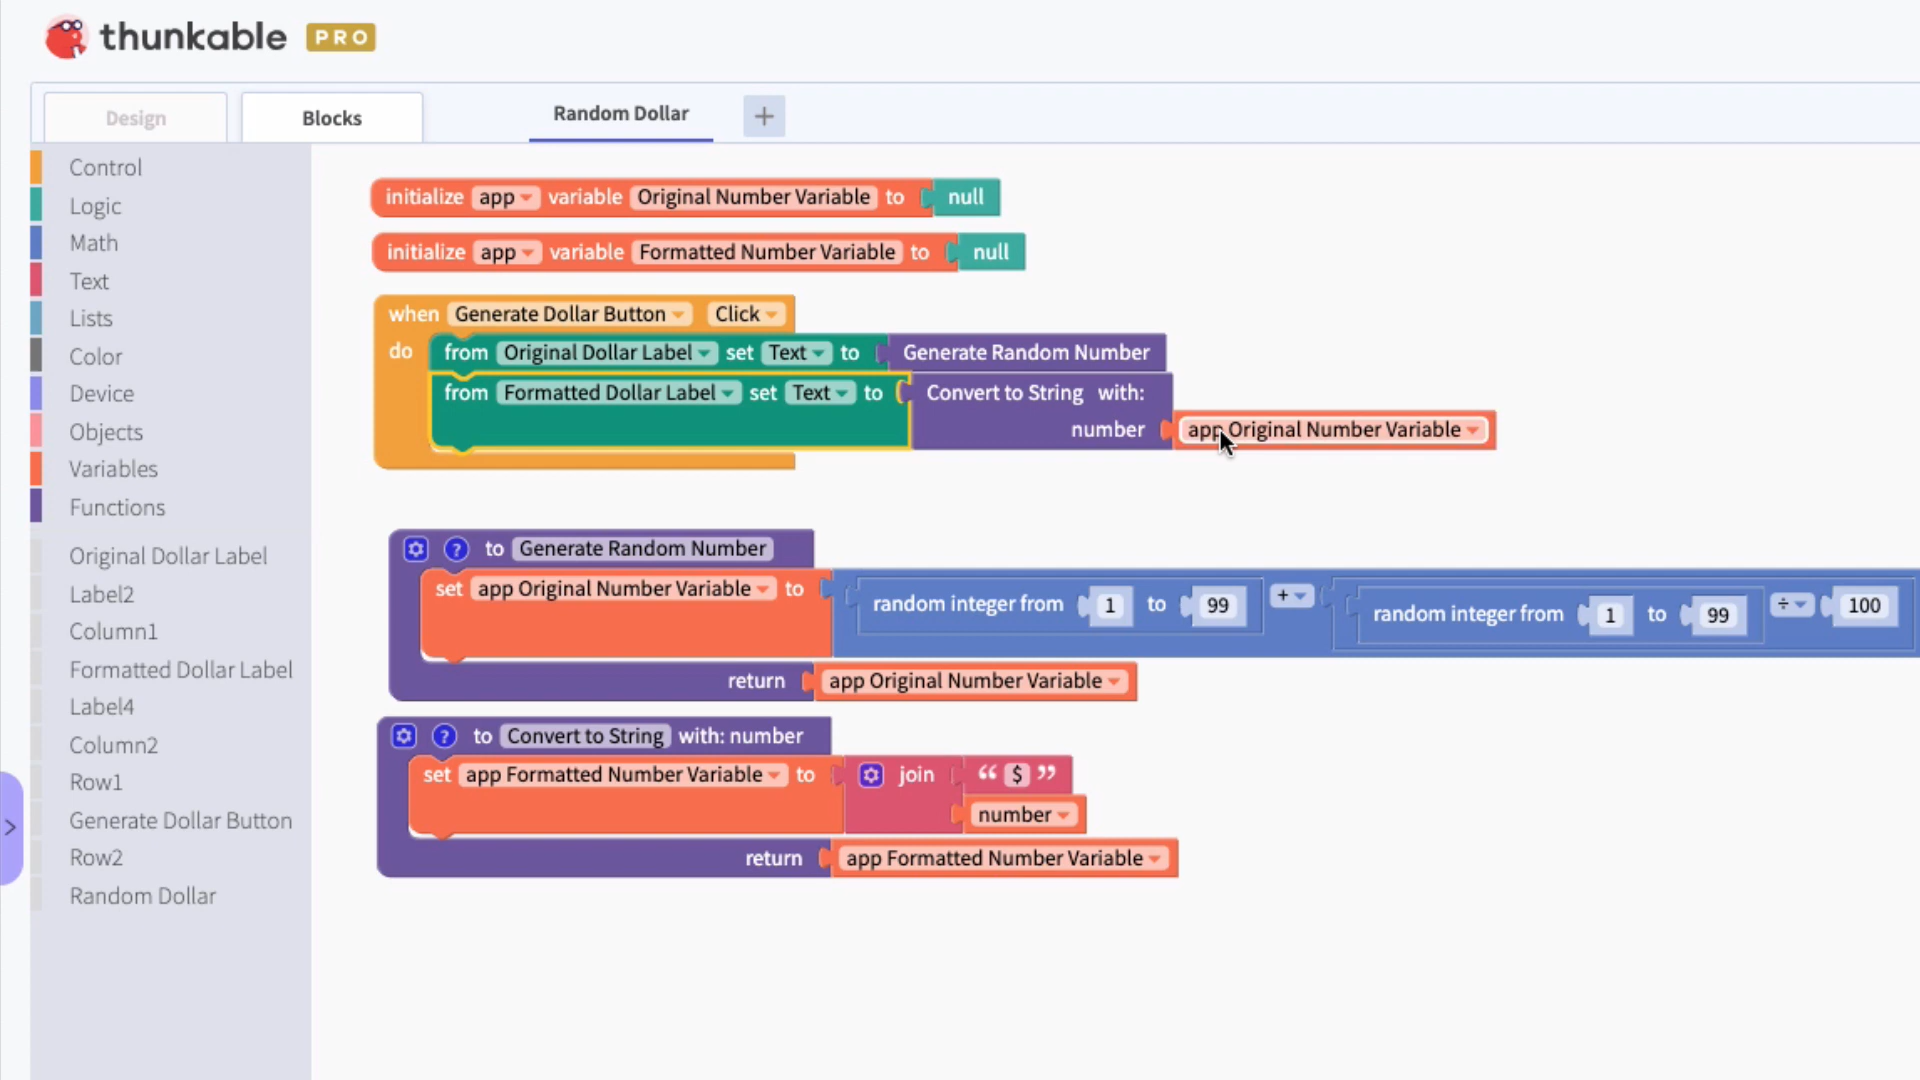 thunkable PRO
Design Blocks Random Dollar +
Control
Logic
Math
Text
Lists
Color
Device
Objects
Variables
Functions
Original Dollar Label
Label2
Column1
Formatted Dollar Label
Label4
Column2
Row1
Generate Dollar Button
Row2
Random Dollar
initialize app variable Original Number Variable to null
initialize app variable Formatted Number Variable to null
when Generate Dollar Button Click
do from Original Dollar Label set Text to Generate Random Number
from Formatted Dollar Label set Text to Convert to String with:
number app Original Number Variable
? to Generate Random Number
set app Original Number Variable to random integer from 1 to 99 + random integer from 1 to 99 ÷ 100
return app Original Number Variable
? to Convert to String with: number
set app Formatted Number Variable to join “ $ ”
number
return app Formatted Number Variable